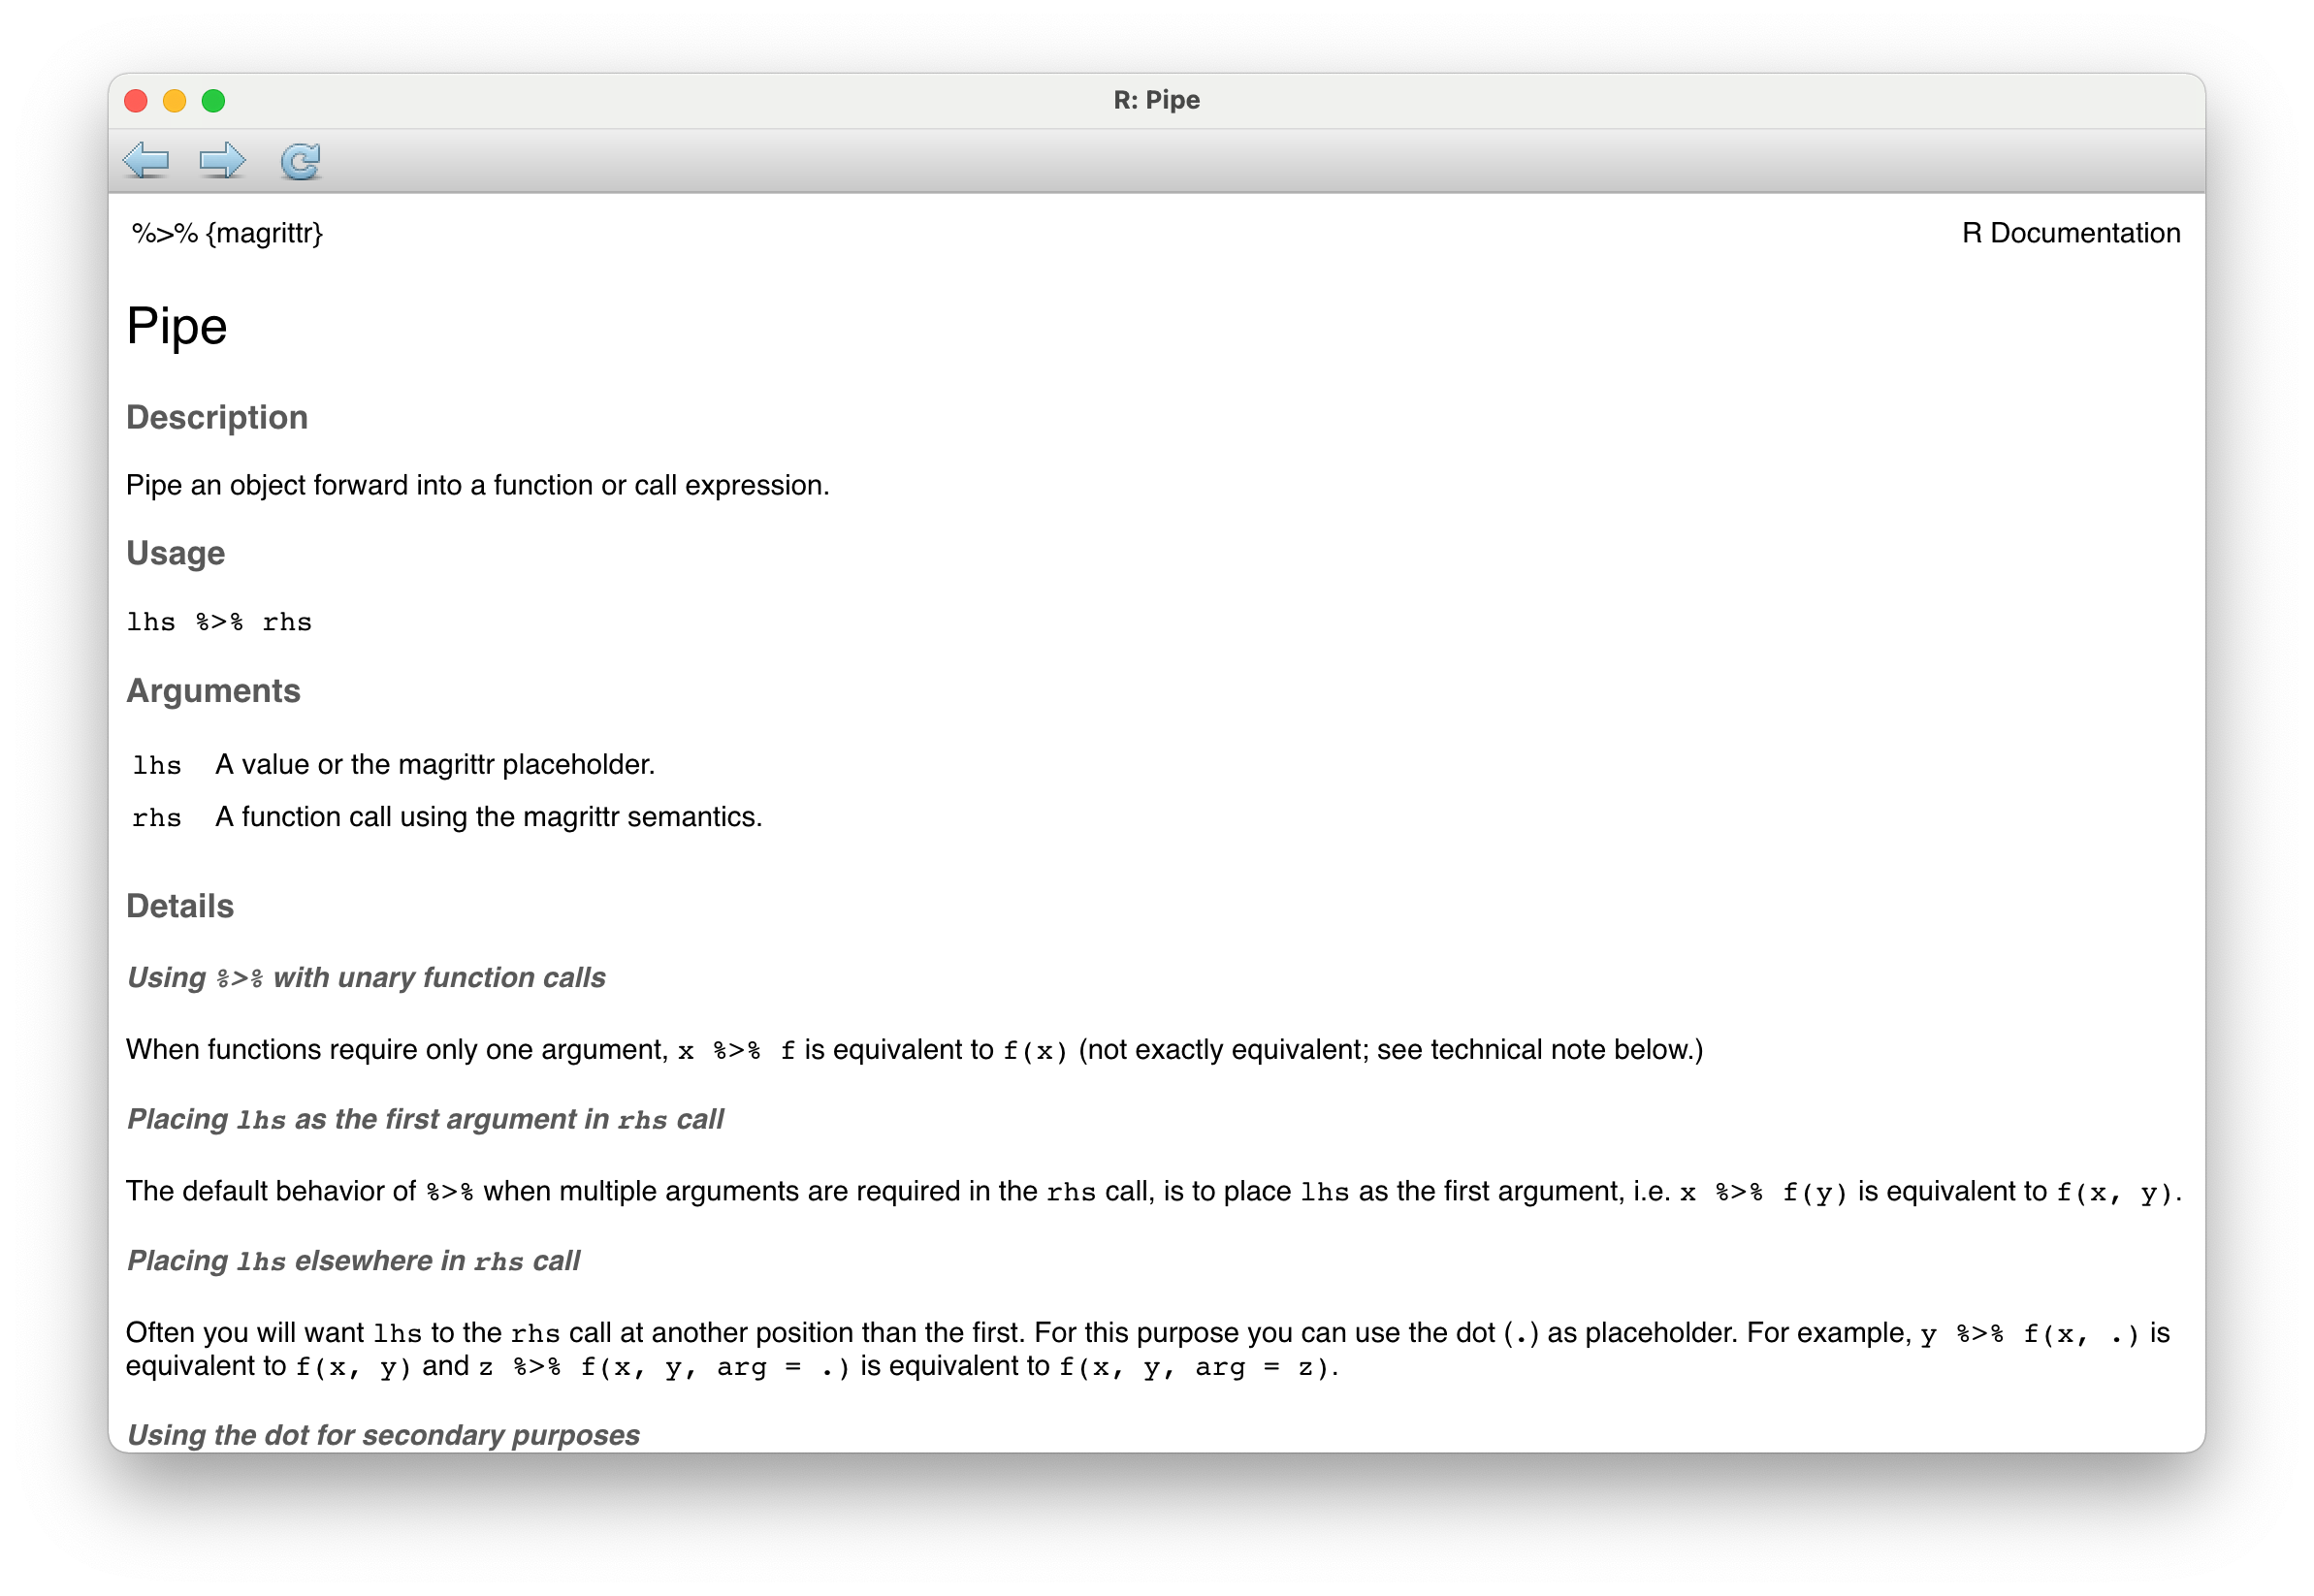 R: Pipe
%>% {magrittr} R Documentation
Pipe
Description
Pipe an object forward into a function or call expression.
Usage
lhs %>% rhs
Arguments
lhs A value or the magrittr placeholder.
rhs A function call using the magrittr semantics.
Details
Using %>% with unary function calls
When functions require only one argument, x %>% f is equivalent to f(x) (not exactly equivalent; see technical note below.)
Placing lhs as the first argument in rhs call
The default behavior of %>% when multiple arguments are required in the rhs call, is to place lhs as the first argument, i.e. x %>% f(y) is equivalent to f(x, y).
Placing lhs elsewhere in rhs call
Often you will want lhs to the rhs call at another position than the first. For this purpose you can use the dot (.) as placeholder. For example, y %>% f(x, .) is
equivalent to f(x, y) and z %>% f(x, y, arg = .) is equivalent to f(x, y, arg = z).
Using the dot for secondary purposes